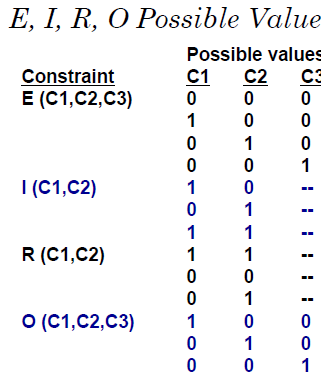 E, I, R, O Possible Value
Possible values
Constraint C1 C2 C3
E (C1,C2,C3) 0 0 0
1 0 0
0 1 0
0 0 1
I (C1,C2) 1 0 --
0 1 --
1 1 --
R (C1,C2) 1 1 --
0 0 --
0 1 --
O (C1,C2,C3) 1 0 0
0 1 0
0 0 1